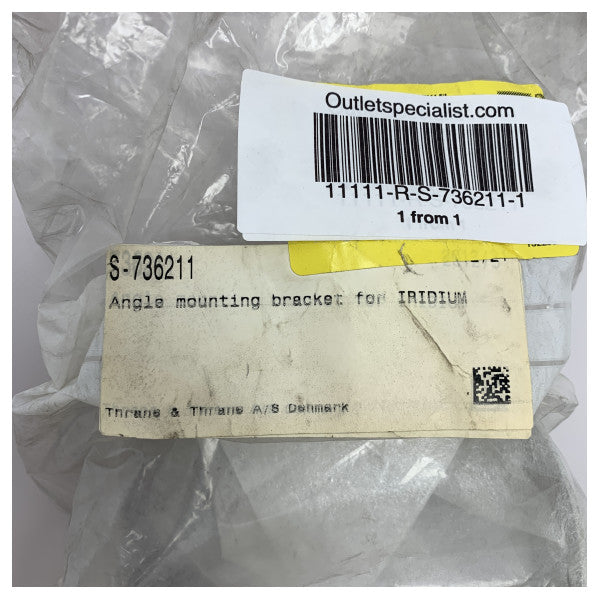 Outletspecialist.com
11111-R-S-736211-1
1 from 1
S-736211
Angle mounting bracket for IRIDIUM
Thrane & Thrane A/S Denmark